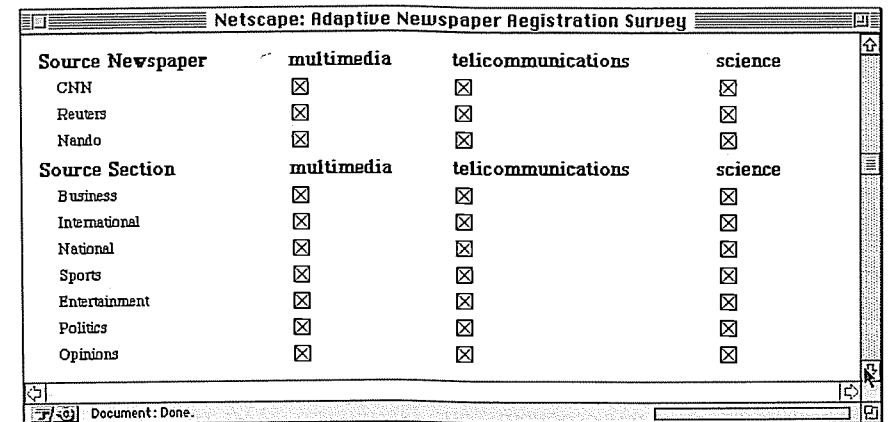 Netscape: Adaptive Newspaper Registration Survey
Source Newspaper multimedia telicommunications science
CNN
Reuters
Nando
Source Section multimedia telicommunications science
Business
International
National
Sports
Entertainment
Politics
Opinions
Document: Done.